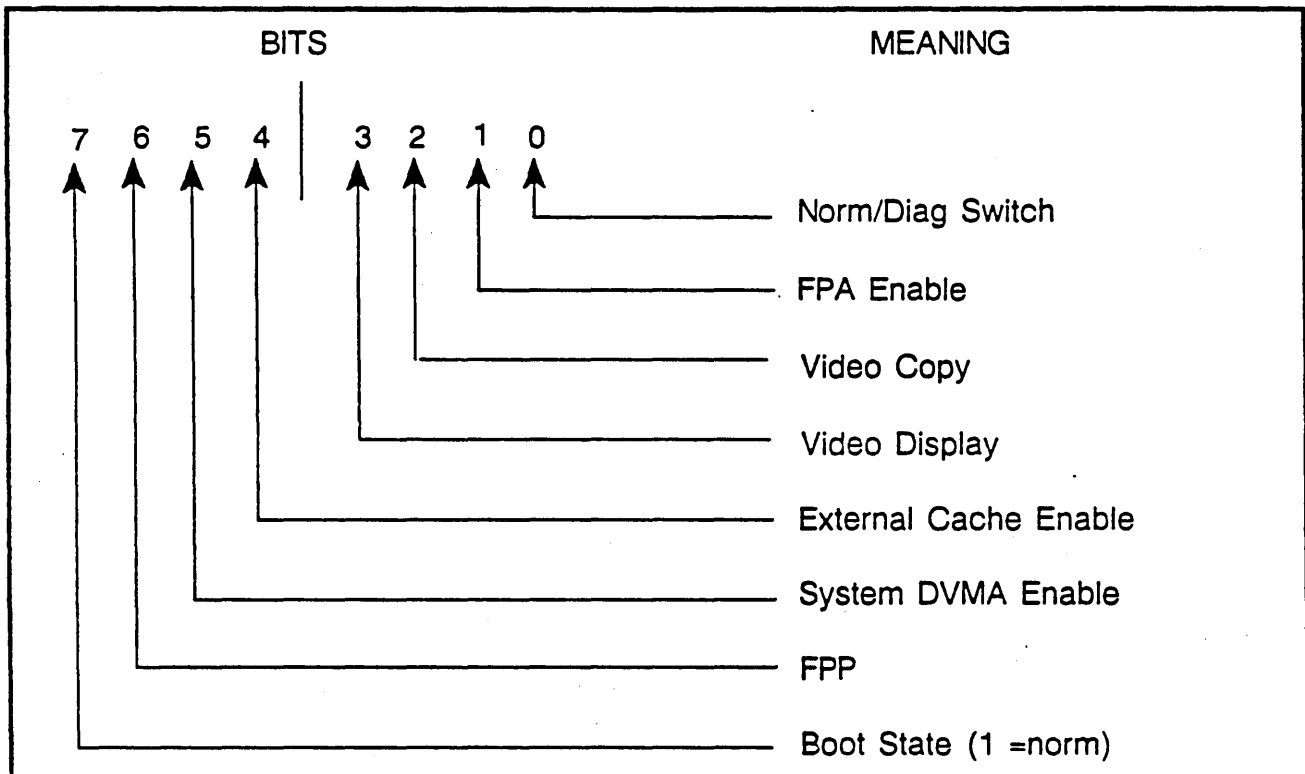 BITS MEANING
7 6 5 4 3 2 1 0
Norm/Diag Switch
FPA Enable
Video Copy
Video Display
External Cache Enable
System DVMA Enable
FPP
Boot State (1 =norm)